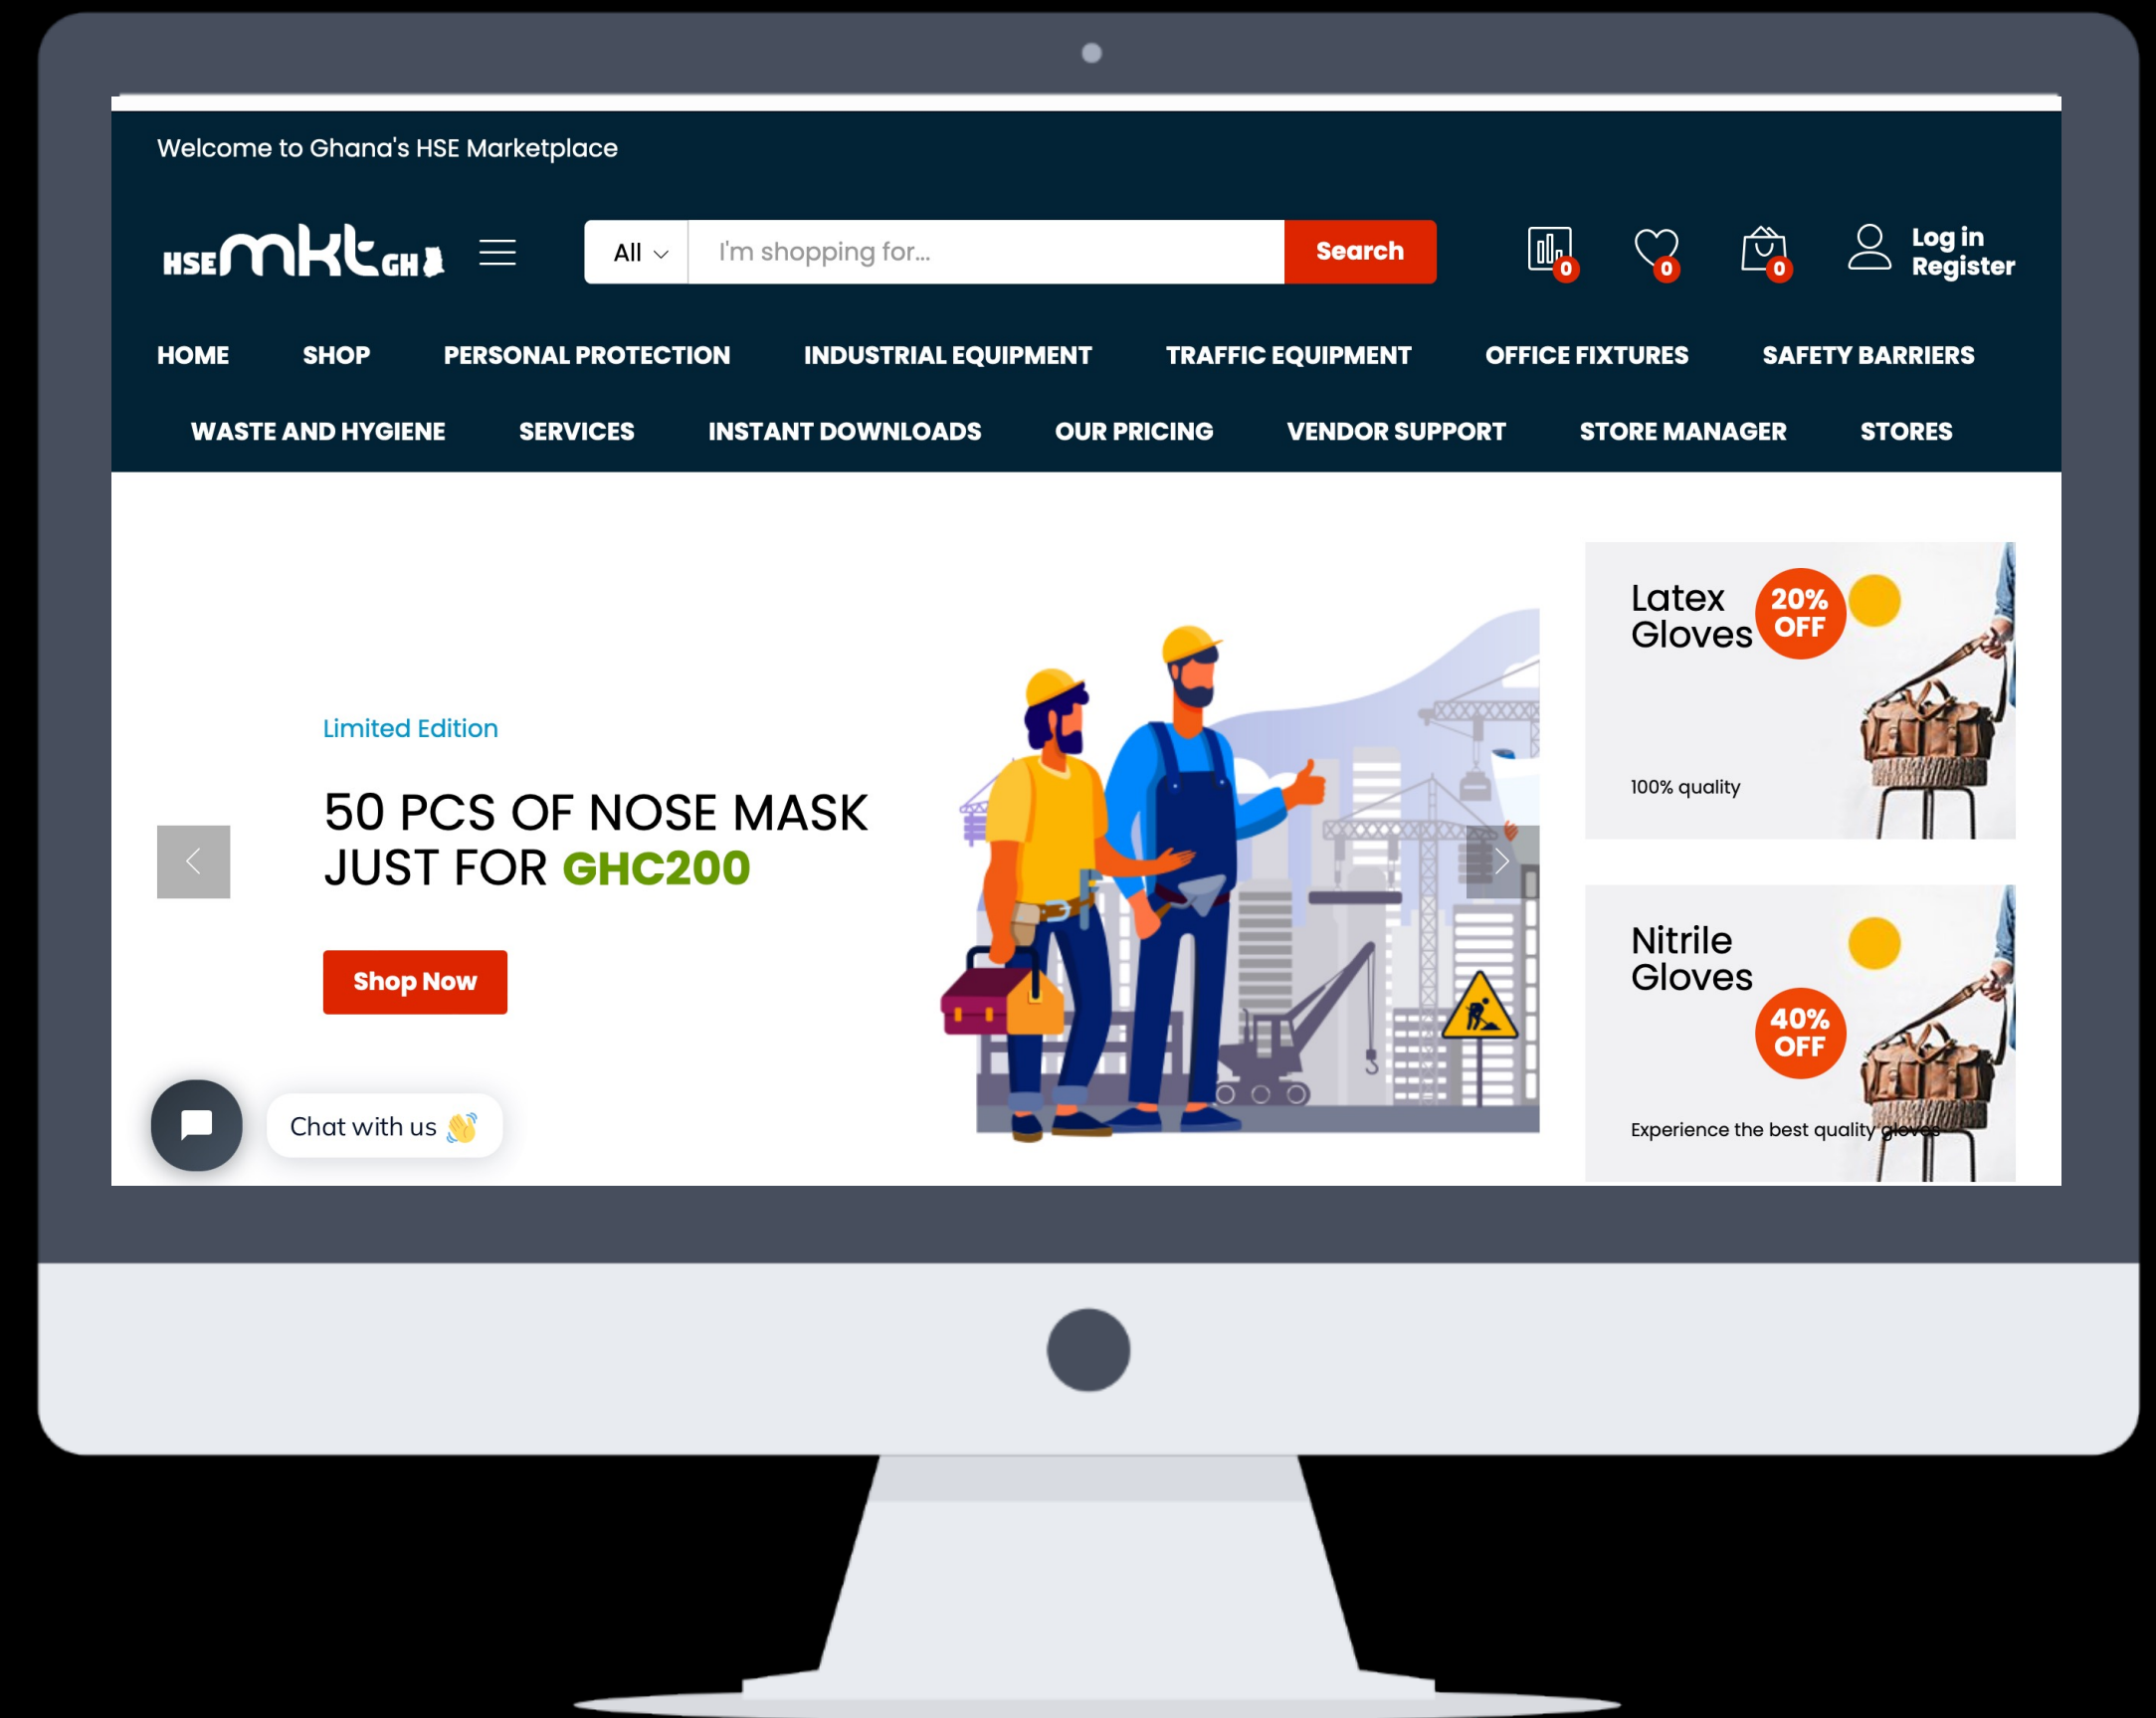 Welcome to Ghana's HSE Marketplace
HSE mkt GH
All
I'm shopping for...
Search
0
0
0
Log in
Register
HOME SHOP PERSONAL PROTECTION INDUSTRIAL EQUIPMENT TRAFFIC EQUIPMENT OFFICE FIXTURES SAFETY BARRIERS
WASTE AND HYGIENE SERVICES INSTANT DOWNLOADS OUR PRICING VENDOR SUPPORT STORE MANAGER STORES
Limited Edition
50 PCS OF NOSE MASK
JUST FOR GHC200
Shop Now
Chat with us 👋
Latex
Gloves
20%
OFF
100% quality
Nitrile
Gloves
40%
OFF
Experience the best quality gloves